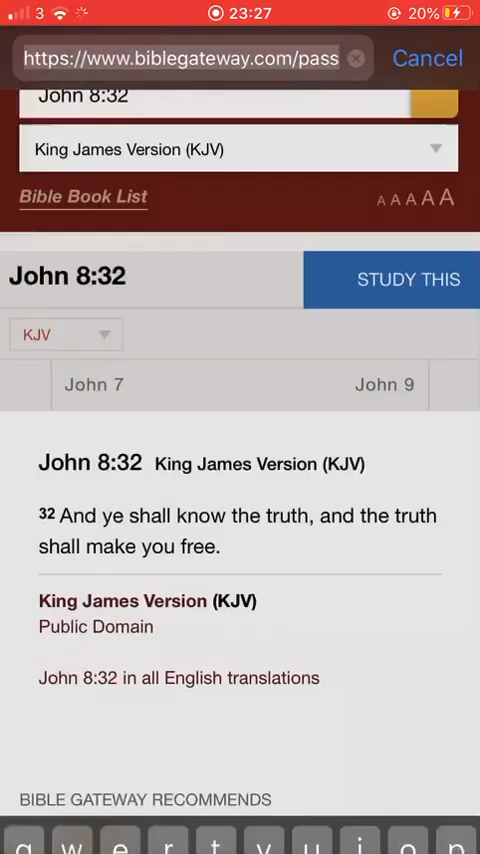 3 23:27 20%
https://www.biblegateway.com/pass Cancel
John 8:32
King James Version (KJV)
Bible Book List A A A A A
John 8:32 STUDY THIS
KJV
John 7 John 9
John 8:32 King James Version (KJV)
32 And ye shall know the truth, and the truth
shall make you free.
King James Version (KJV)
Public Domain
John 8:32 in all English translations
BIBLE GATEWAY RECOMMENDS
q w e r t y u i o p